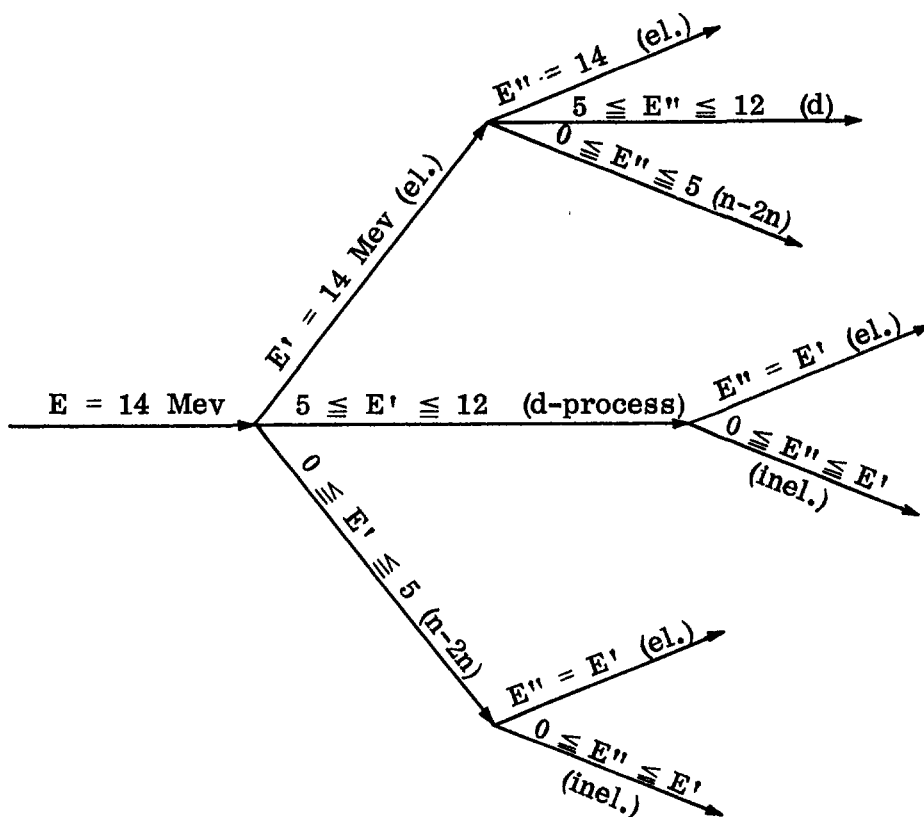 E'' = 14 (el.)
5 ≦ E'' ≦ 12 (d)
0 ≦ E'' ≦ 5 (n-2n)
E' = 14 Mev (el.)
E = 14 Mev
5 ≦ E' ≦ 12 (d-process)
E'' = E' (el.)
0 ≦ E'' ≦ E'
(inel.)
0 ≦ E' ≦ 5 (n-2n)
E'' = E' (el.)
0 ≦ E'' ≦ E'
(inel.)